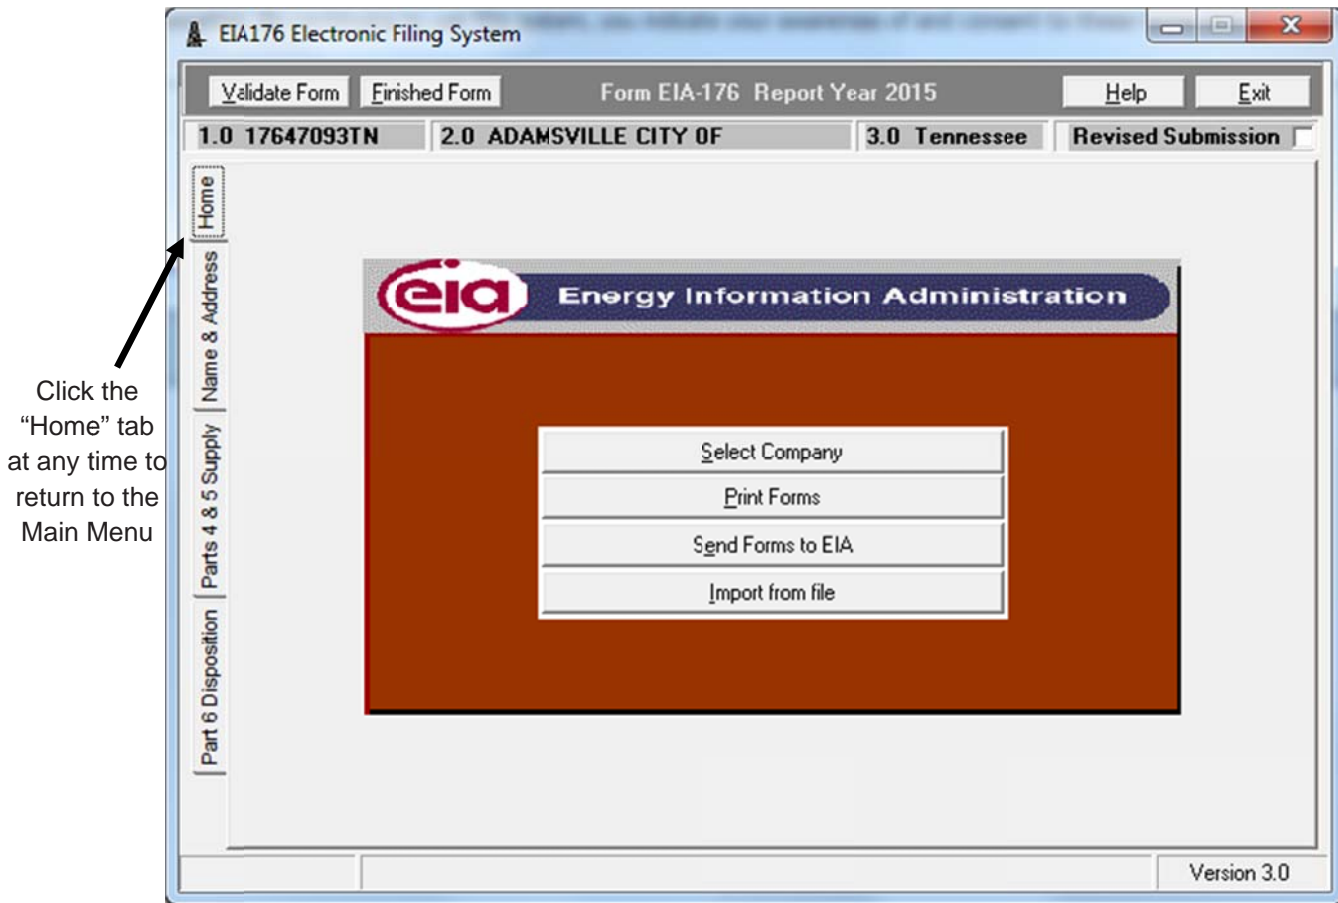 EIA176 Electronic Filing System
Validate Form Finished Form Form EIA-176 Report Year 2015 Help Exit
1.0 17647093TN 2.0 ADAMSVILLE CITY OF 3.0 Tennessee Revised Submission
Home
Name & Address
Parts 4 & 5 Supply
Part 6 Disposition
Click the
“Home” tab
at any time to
return to the
Main Menu
eia Energy Information Administration
Select Company
Print Forms
Send Forms to EIA
Import from file
Version 3.0